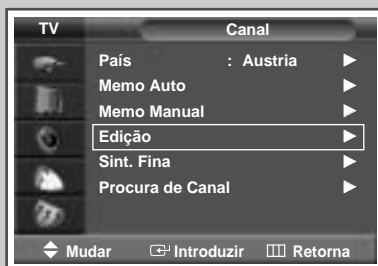 TV Canal
País : Austria
Memo Auto
Memo Manual
Edição
Sint. Fina
Procura de Canal
Mudar Introduzir Retorna